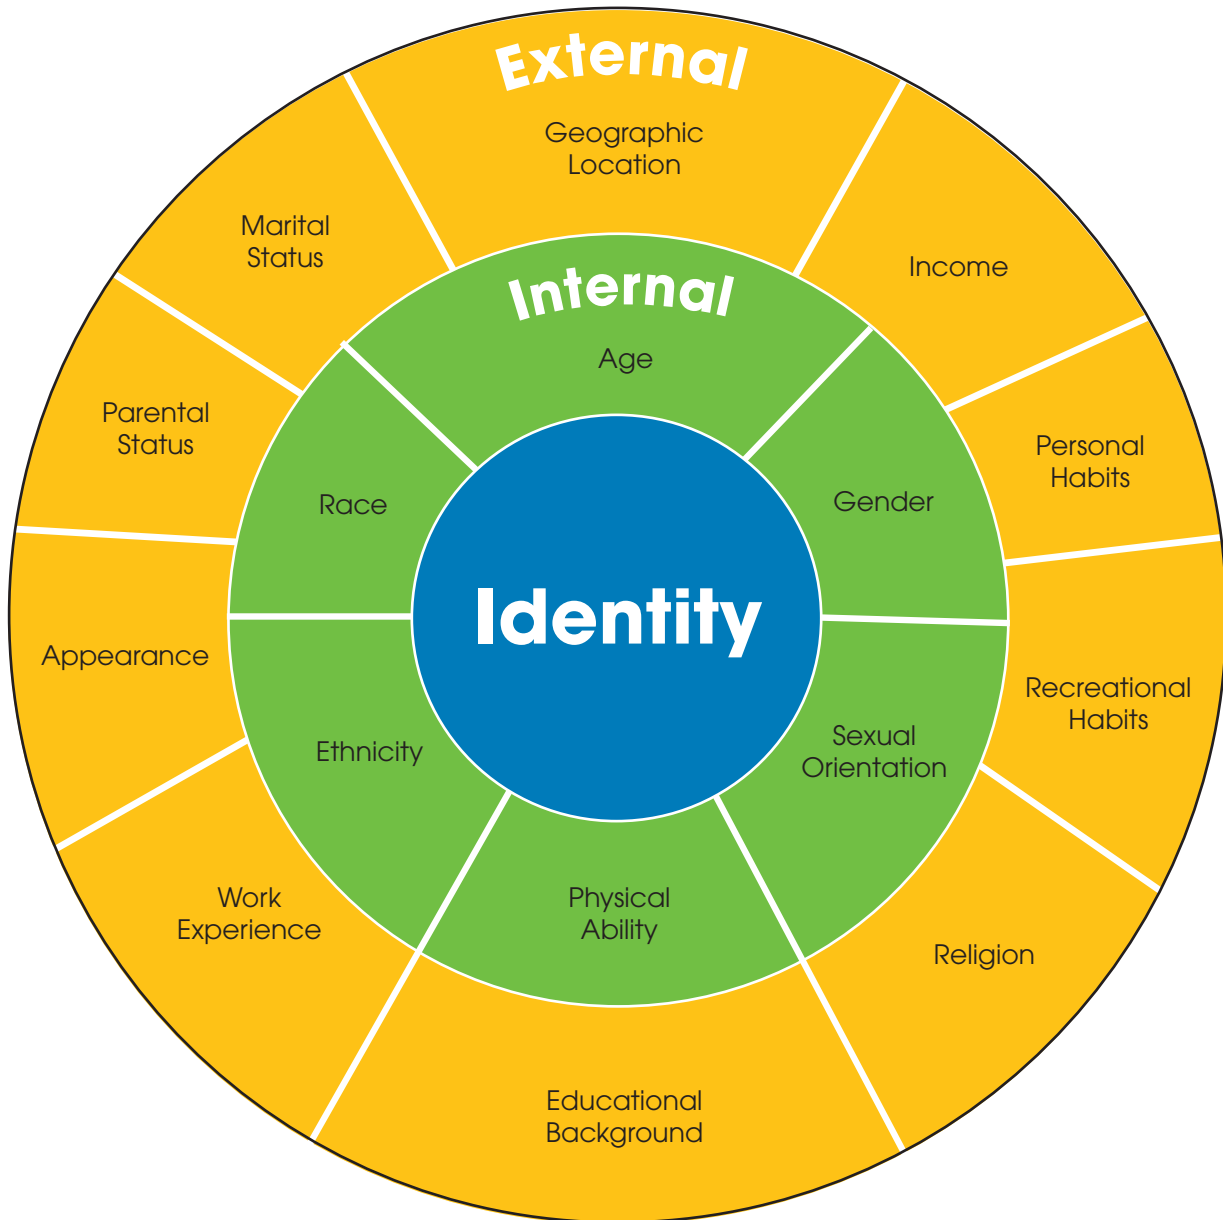 External
Geographic
Location
Marital
Status
Income
Internal
Age
Parental
Status
Personal
Habits
Race
Gender
Identity
Appearance
Recreational
Habits
Ethnicity
Sexual
Orientation
Work
Experience
Physical
Ability
Religion
Educational
Background